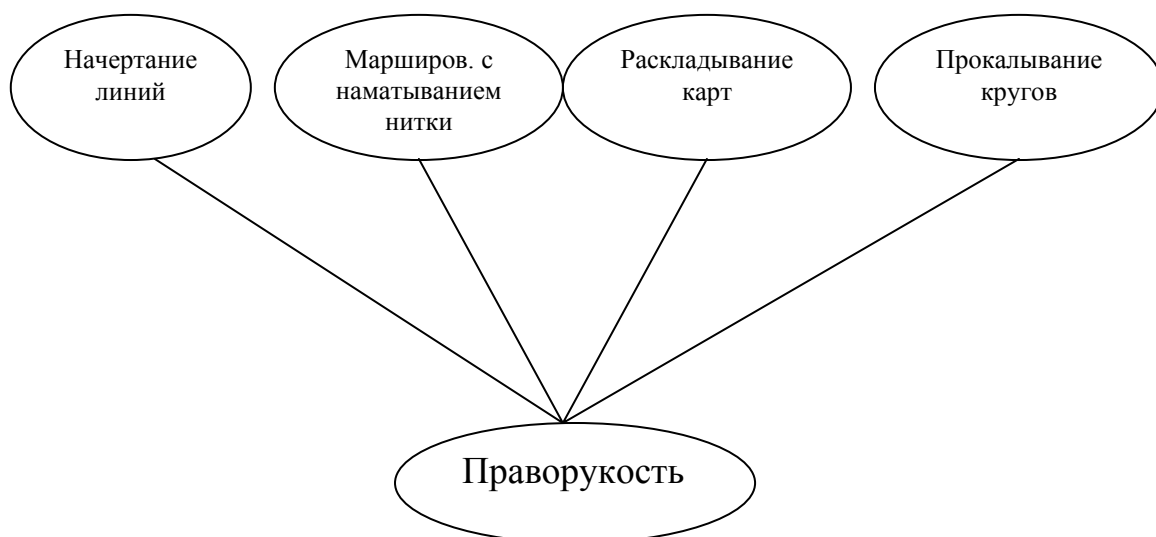 Начертание
линий
Марширов. с
наматыванием
нитки
Раскладывание
карт
Прокалывание
кругов
Праворукость